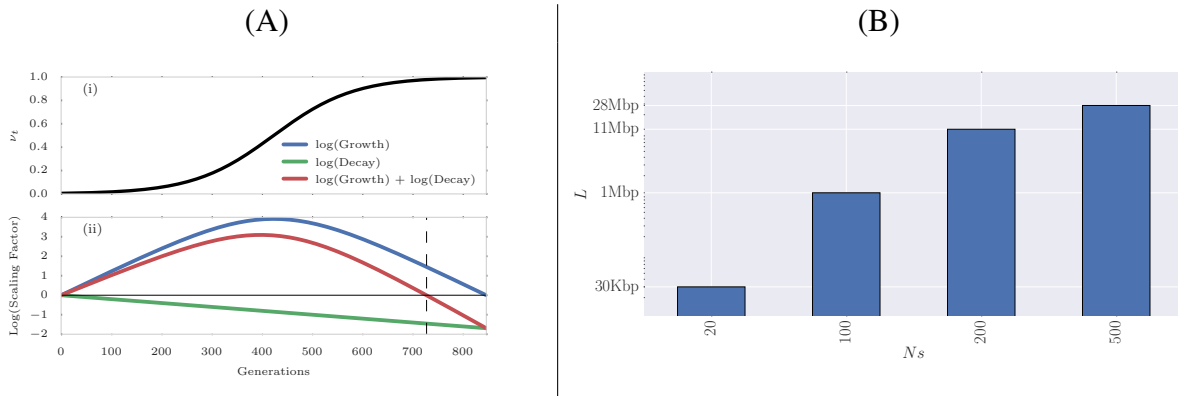 (A)
(i)
1.0
0.8
0.6
0.4
0.2
0.0
ν_t
log(Growth)
log(Decay)
log(Growth) + log(Decay)
(ii)
4
3
2
1
0
−1
−2
Log(Scaling Factor)
0 100 200 300 400 500 600 700 800
Generations
(B)
28Mbp
11Mbp
1Mbp
30Kbp
L
20 100 200 500
Ns